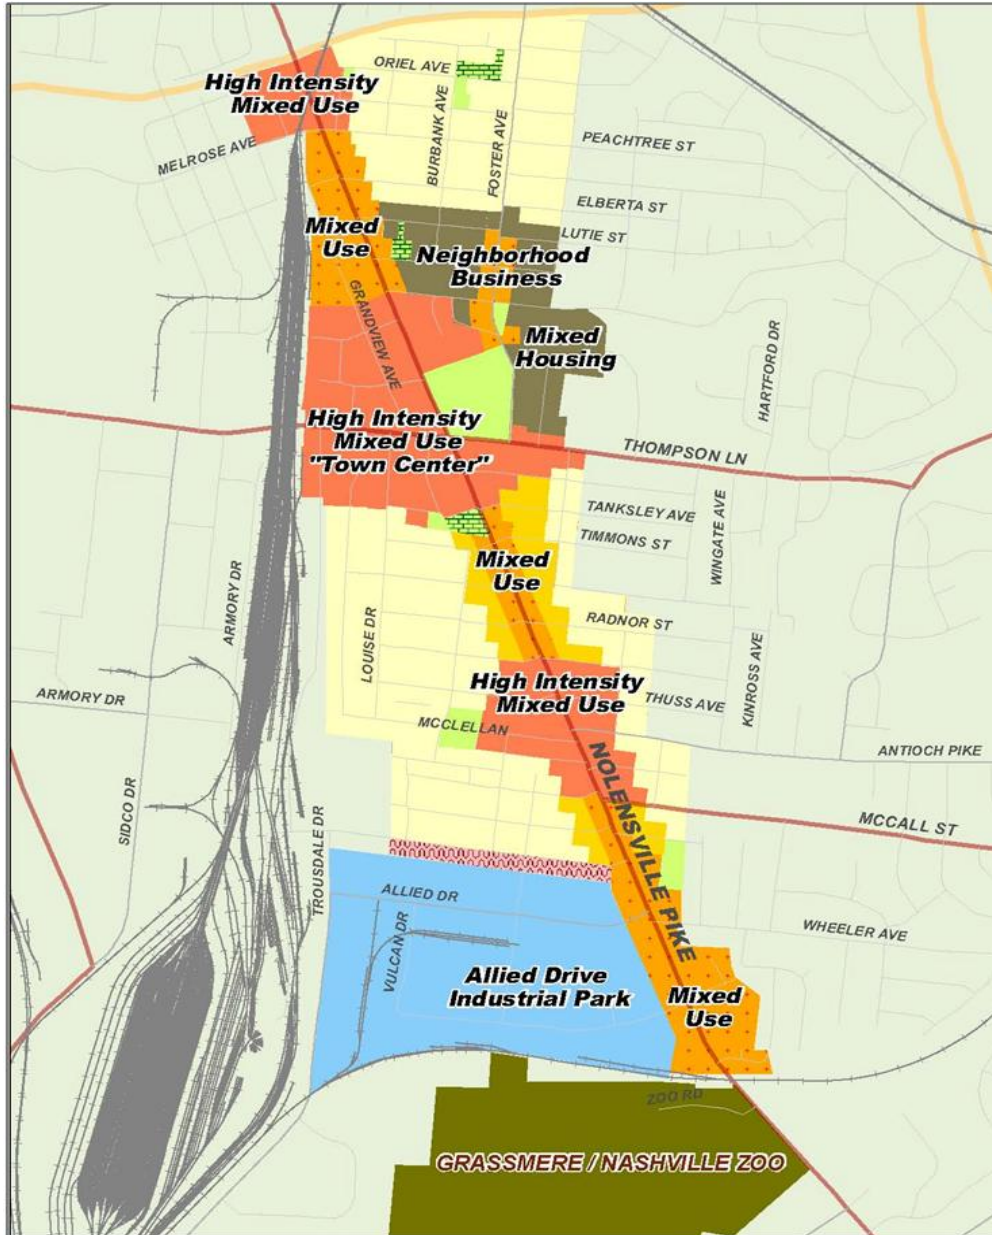 ORIEL AVE
High Intensity
Mixed Use
BURBANK AVE
FOSTER AVE
PEACHTREE ST
MELROSE AVE
ELBERTA ST
LUTIE ST
Mixed
Use
Neighborhood
Business
GRANDVIEW AVE
Mixed
Housing
HARTFORD DR
High Intensity
Mixed Use
"Town Center"
THOMPSON LN
TANKSLEY AVE
WINGATE AVE
TIMMONS ST
Mixed
Use
ARMORY DR
LOUISE DR
RADNOR ST
KINROSS AVE
High Intensity
Mixed Use
THUSS AVE
ARMORY DR
MCCLELLAN
ANTIOCH PIKE
NOLENSVILLE PIKE
SIDCO DR
TROUSDALE DR
MCCALL ST
ALLIED DR
VULCAN DR
WHEELER AVE
Allied Drive
Industrial Park
Mixed
Use
ZOO RD
GRASSMERE / NASHVILLE ZOO